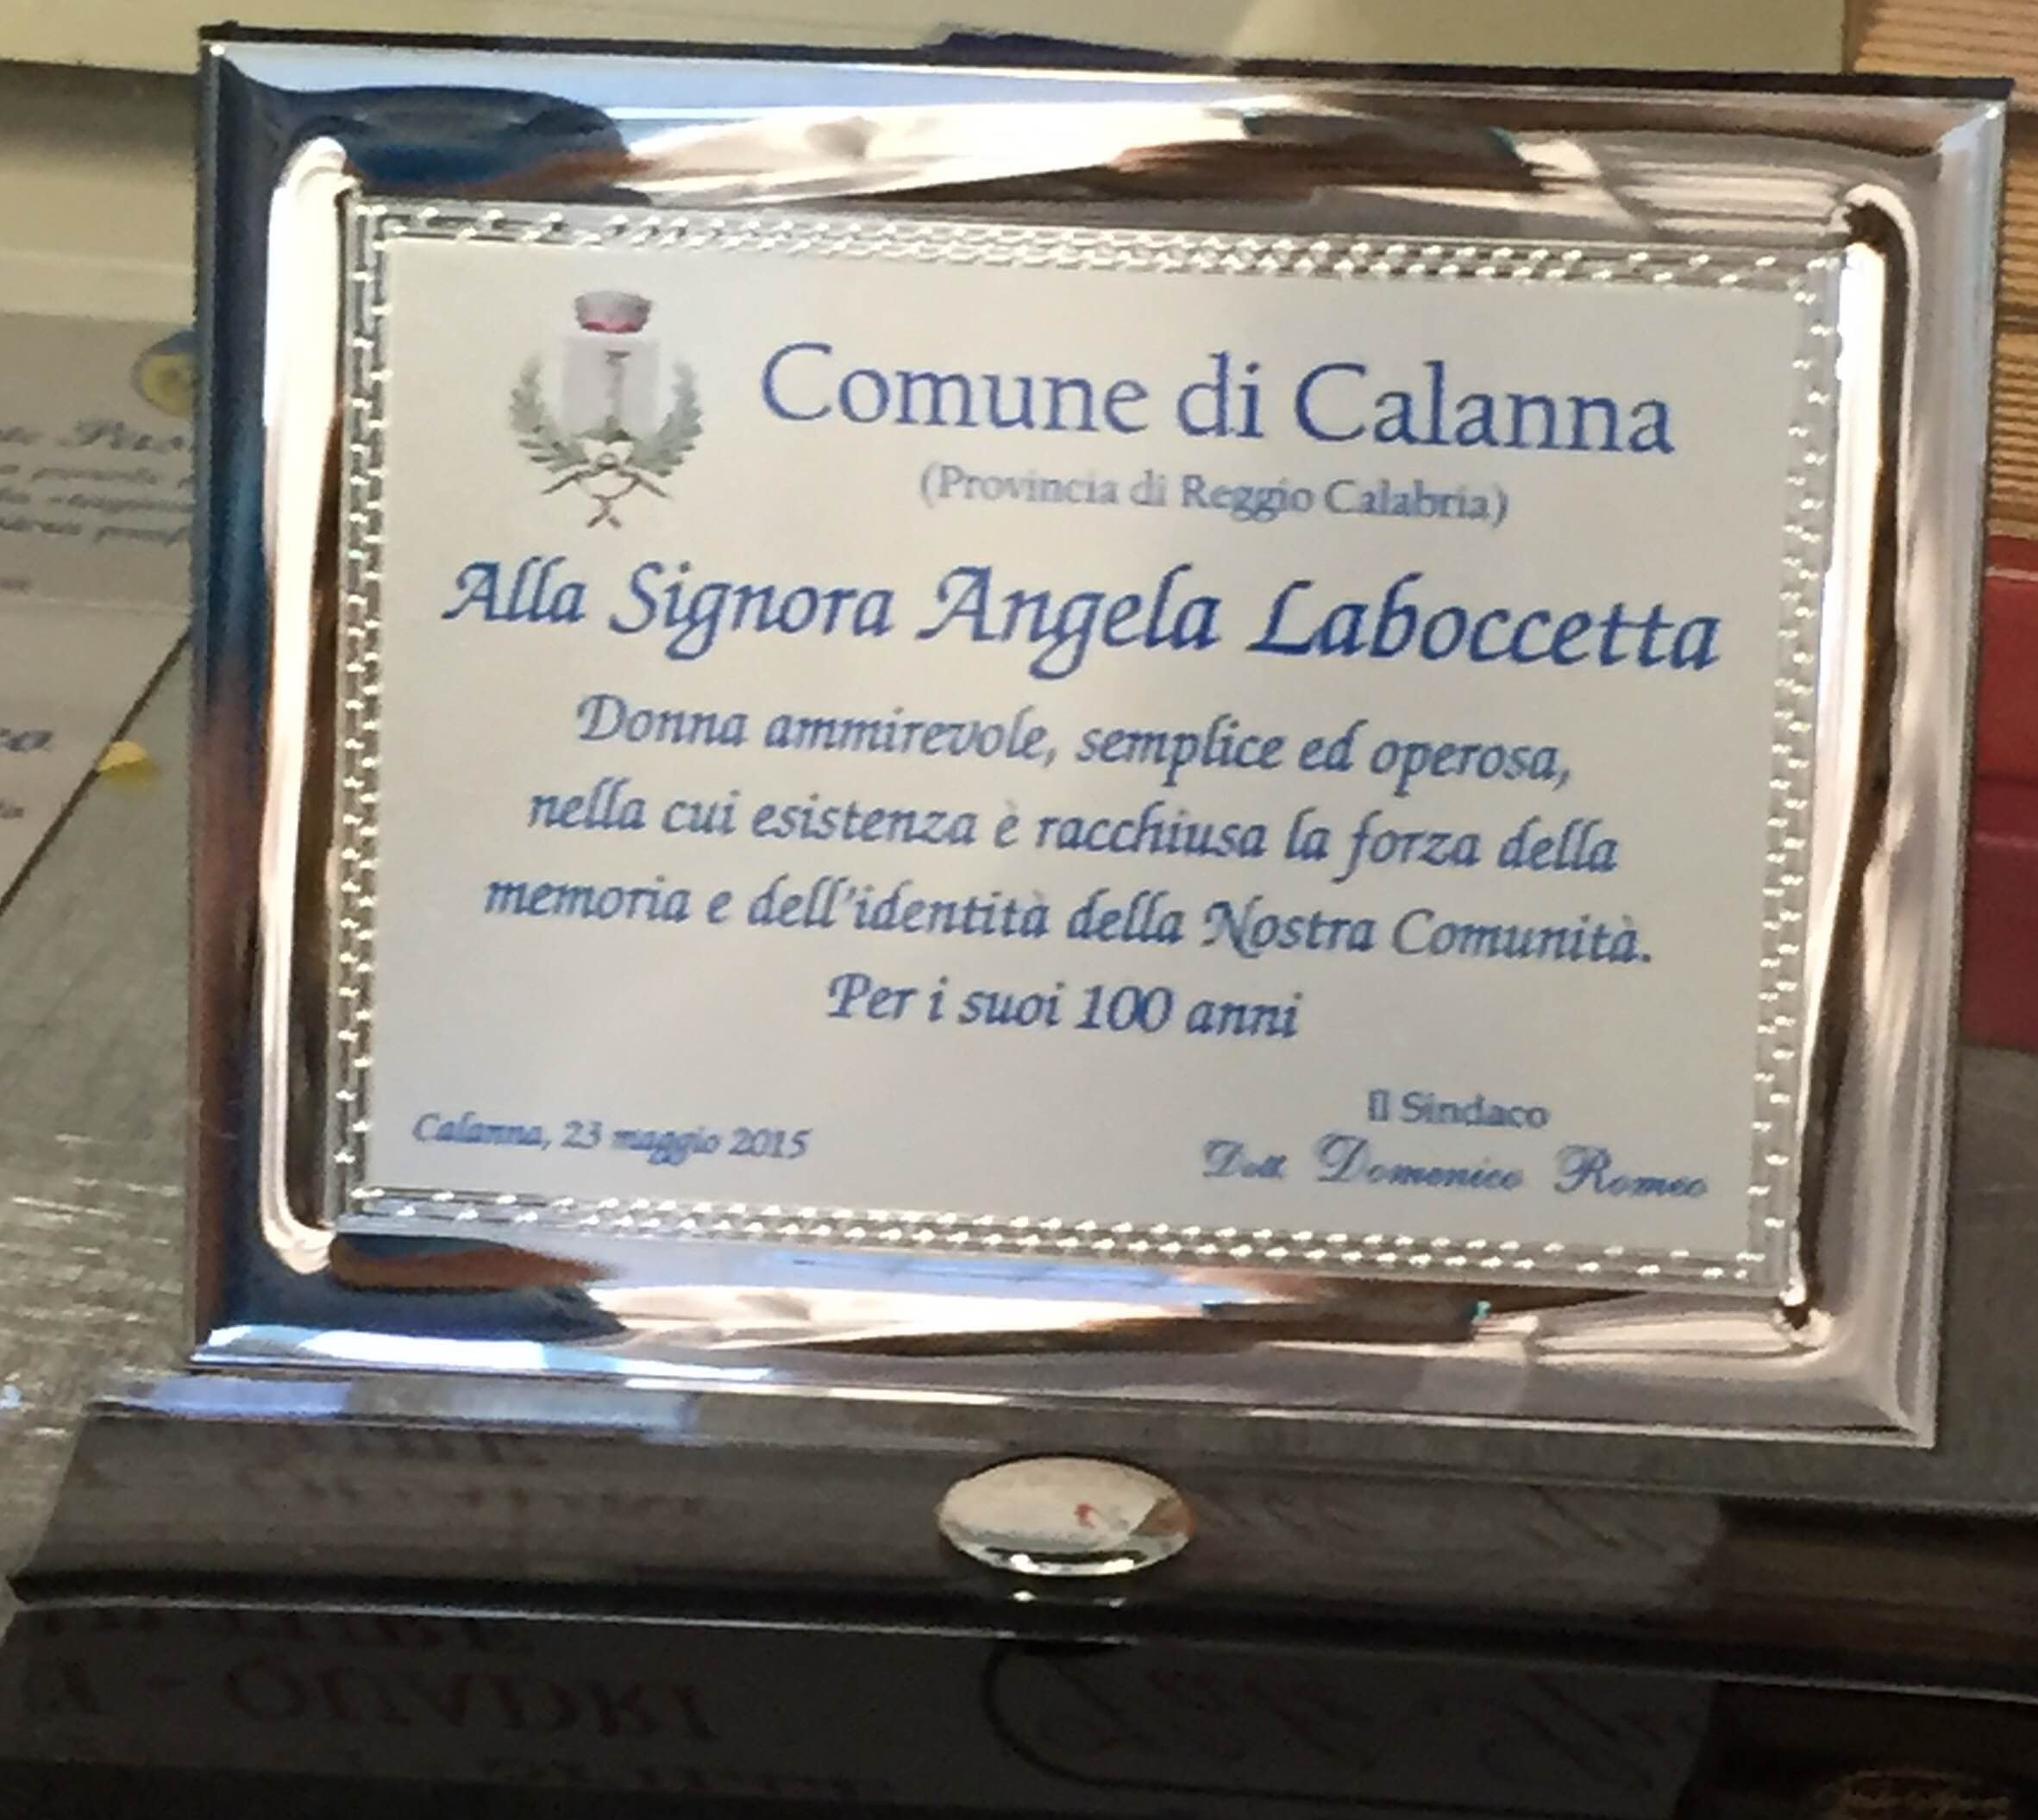 Comune di Calanna
(Provincia di Reggio Calabria)
Alla Signora Angela Laboccetta
Donna ammirevole, semplice ed operosa,
nella cui esistenza è racchiusa la forza della
memoria e dell'identità della Nostra Comunità.
Per i suoi 100 anni
Calanna, 23 maggio 2015
Il Sindaco
Dott. Domenico Romeo
QUADRI